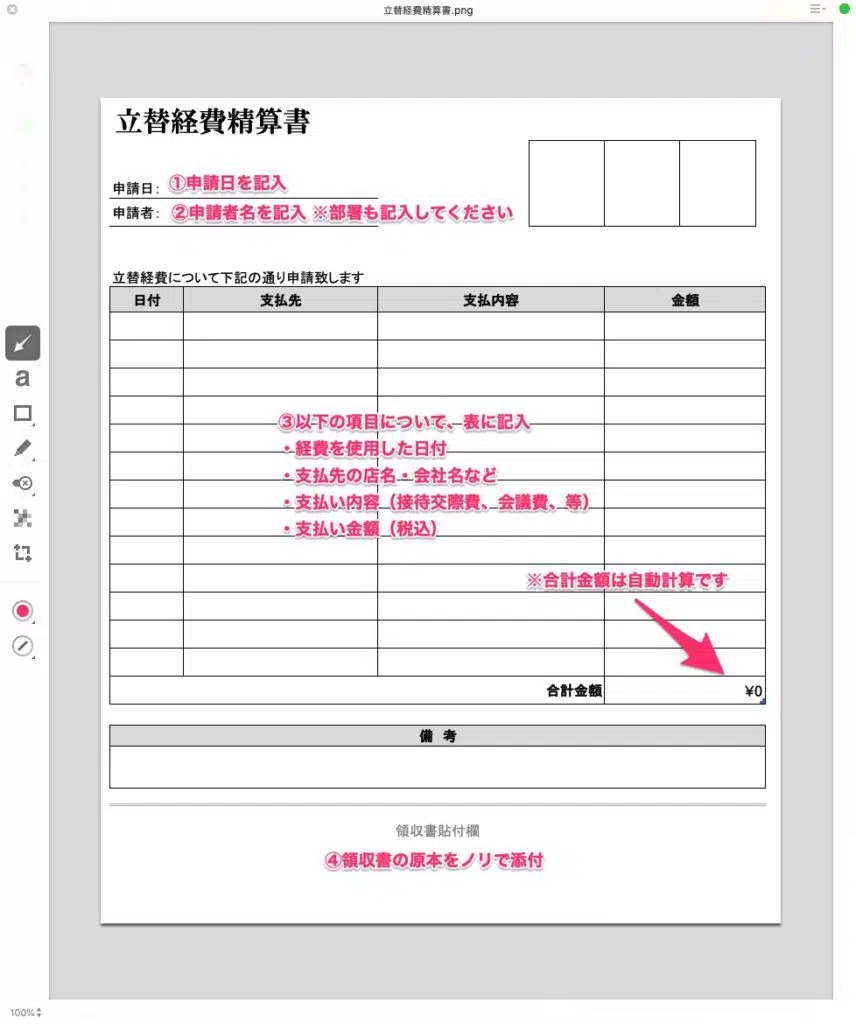 立替経費精算書.png
立替経費精算書
申請日： ①申請日を記入
申請者： ②申請者名を記入 ※部署も記入してください
立替経費について下記の通り申請致します
日付 支払先 支払内容 金額
③以下の項目について、表に記入
・経費を使用した日付
・支払先の店名・会社名など
・支払い内容（接待交際費、会議費、等）
・支払い金額（税込）
※合計金額は自動計算です
合計金額 ¥0
備 考
領収書貼付欄
④領収書の原本をノリで添付
a
100%